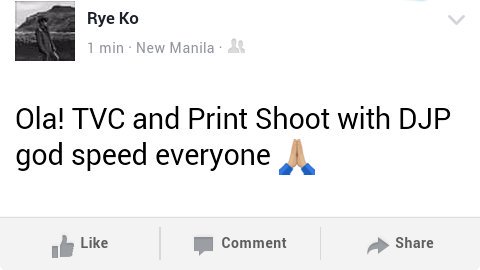 Rye Ko
1 min · New Manila ·
Ola! TVC and Print Shoot with DJP
god speed everyone 🙏🏼
Like
Comment
Share